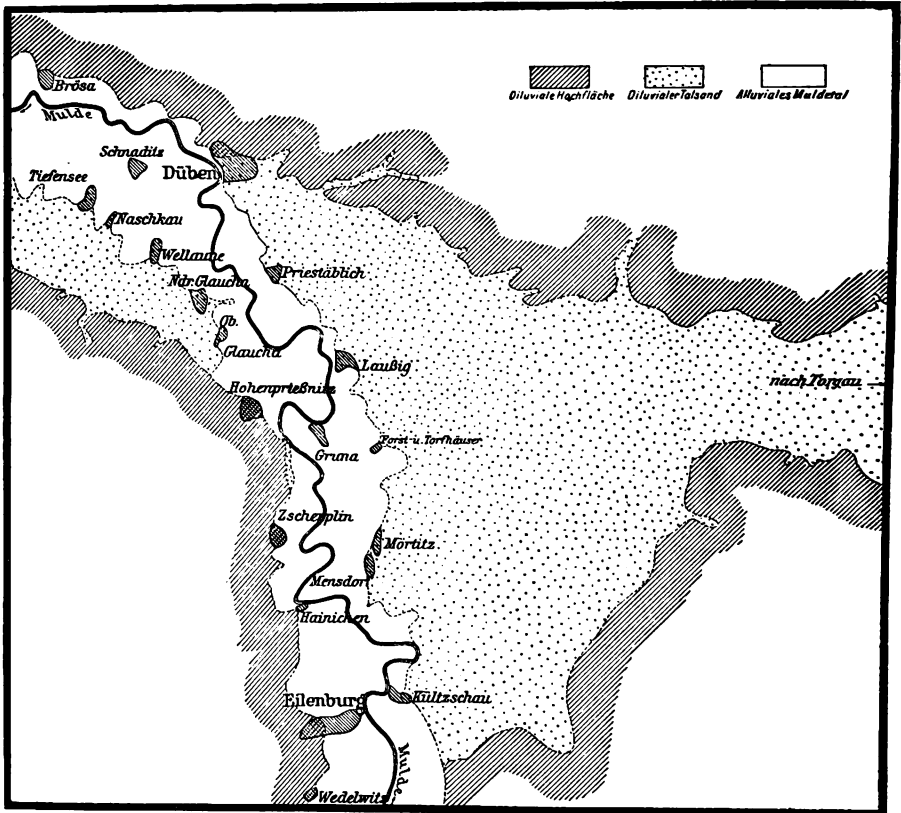 Diluviale Hochfläche
Diluvialer Talsand
Alluviales Muldetal
Brösa
Mulde
Schnaditz
Düben
Tiefensee
Naschkau
Wellaune
Priestäblich
Ndr. Glaucha
Ob.
Glaucha
Laußig
nach Torgau
Hohenprießnitz
Forst- u. Torfhäuser
Gruna
Zschepplin
Mörtitz
Mensdorf
Hainichen
Eilenburg
Kültzschau
Mulde
Wedelwitz